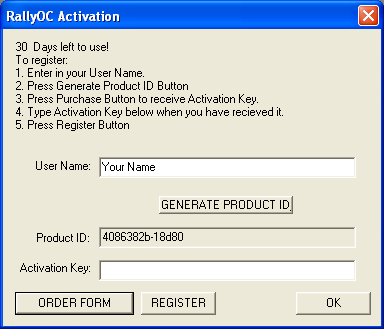 RallyOC Activation
30 Days left to use!
To register:
1. Enter in your User Name.
2. Press Generate Product ID Button
3. Press Purchase Button to receive Activation Key.
4. Type Activation Key below when you have recieved it.
5. Press Register Button
User Name: Your Name
GENERATE PRODUCT ID.
Product ID: 4086382b-18d80
Activation Key:
ORDER FORM REGISTER OK